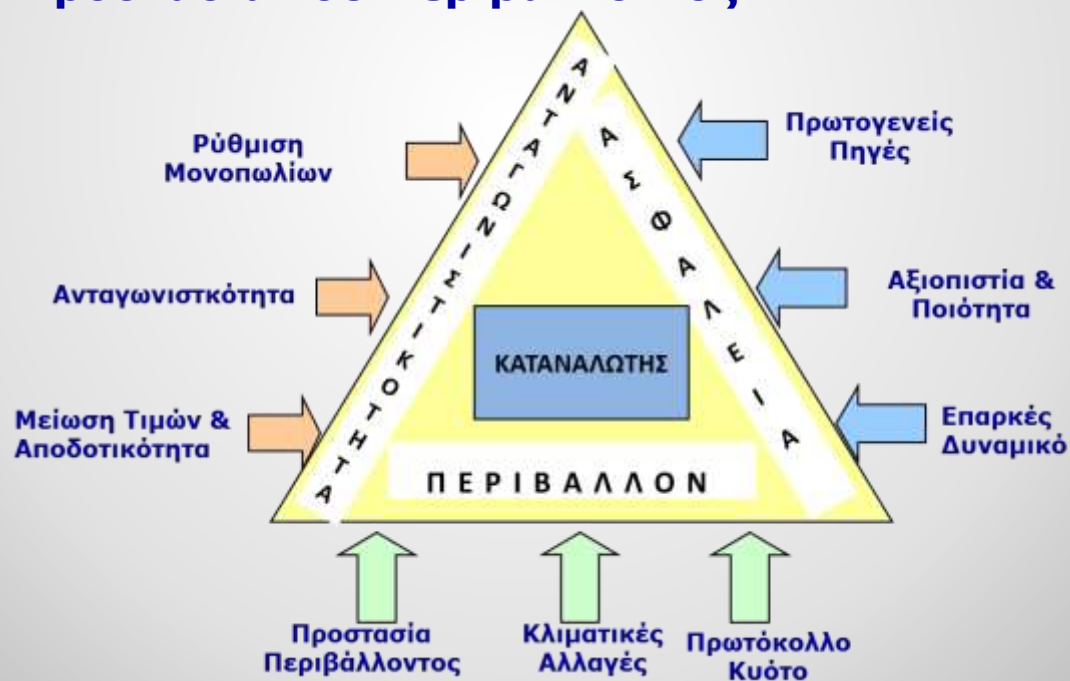 Ρύθμιση
Μονοπωλίων
Ανταγωνιστκότητα
Μείωση Τιμών &
Αποδοτικότητα
ΑΝΤΑΓΩΝΙΣΤΙΚΟΤΗΤΑ
ΑΣΦΑΛΕΙΑ
ΚΑΤΑΝΑΛΩΤΗΣ
ΠΕΡΙΒΑΛΛΟΝ
Πρωτογενείς
Πηγές
Αξιοπιστία &
Ποιότητα
Επαρκές
Δυναμικό
Προστασία
Περιβάλλοντος
Κλιματικές
Αλλαγές
Πρωτόκολλο
Κυότο